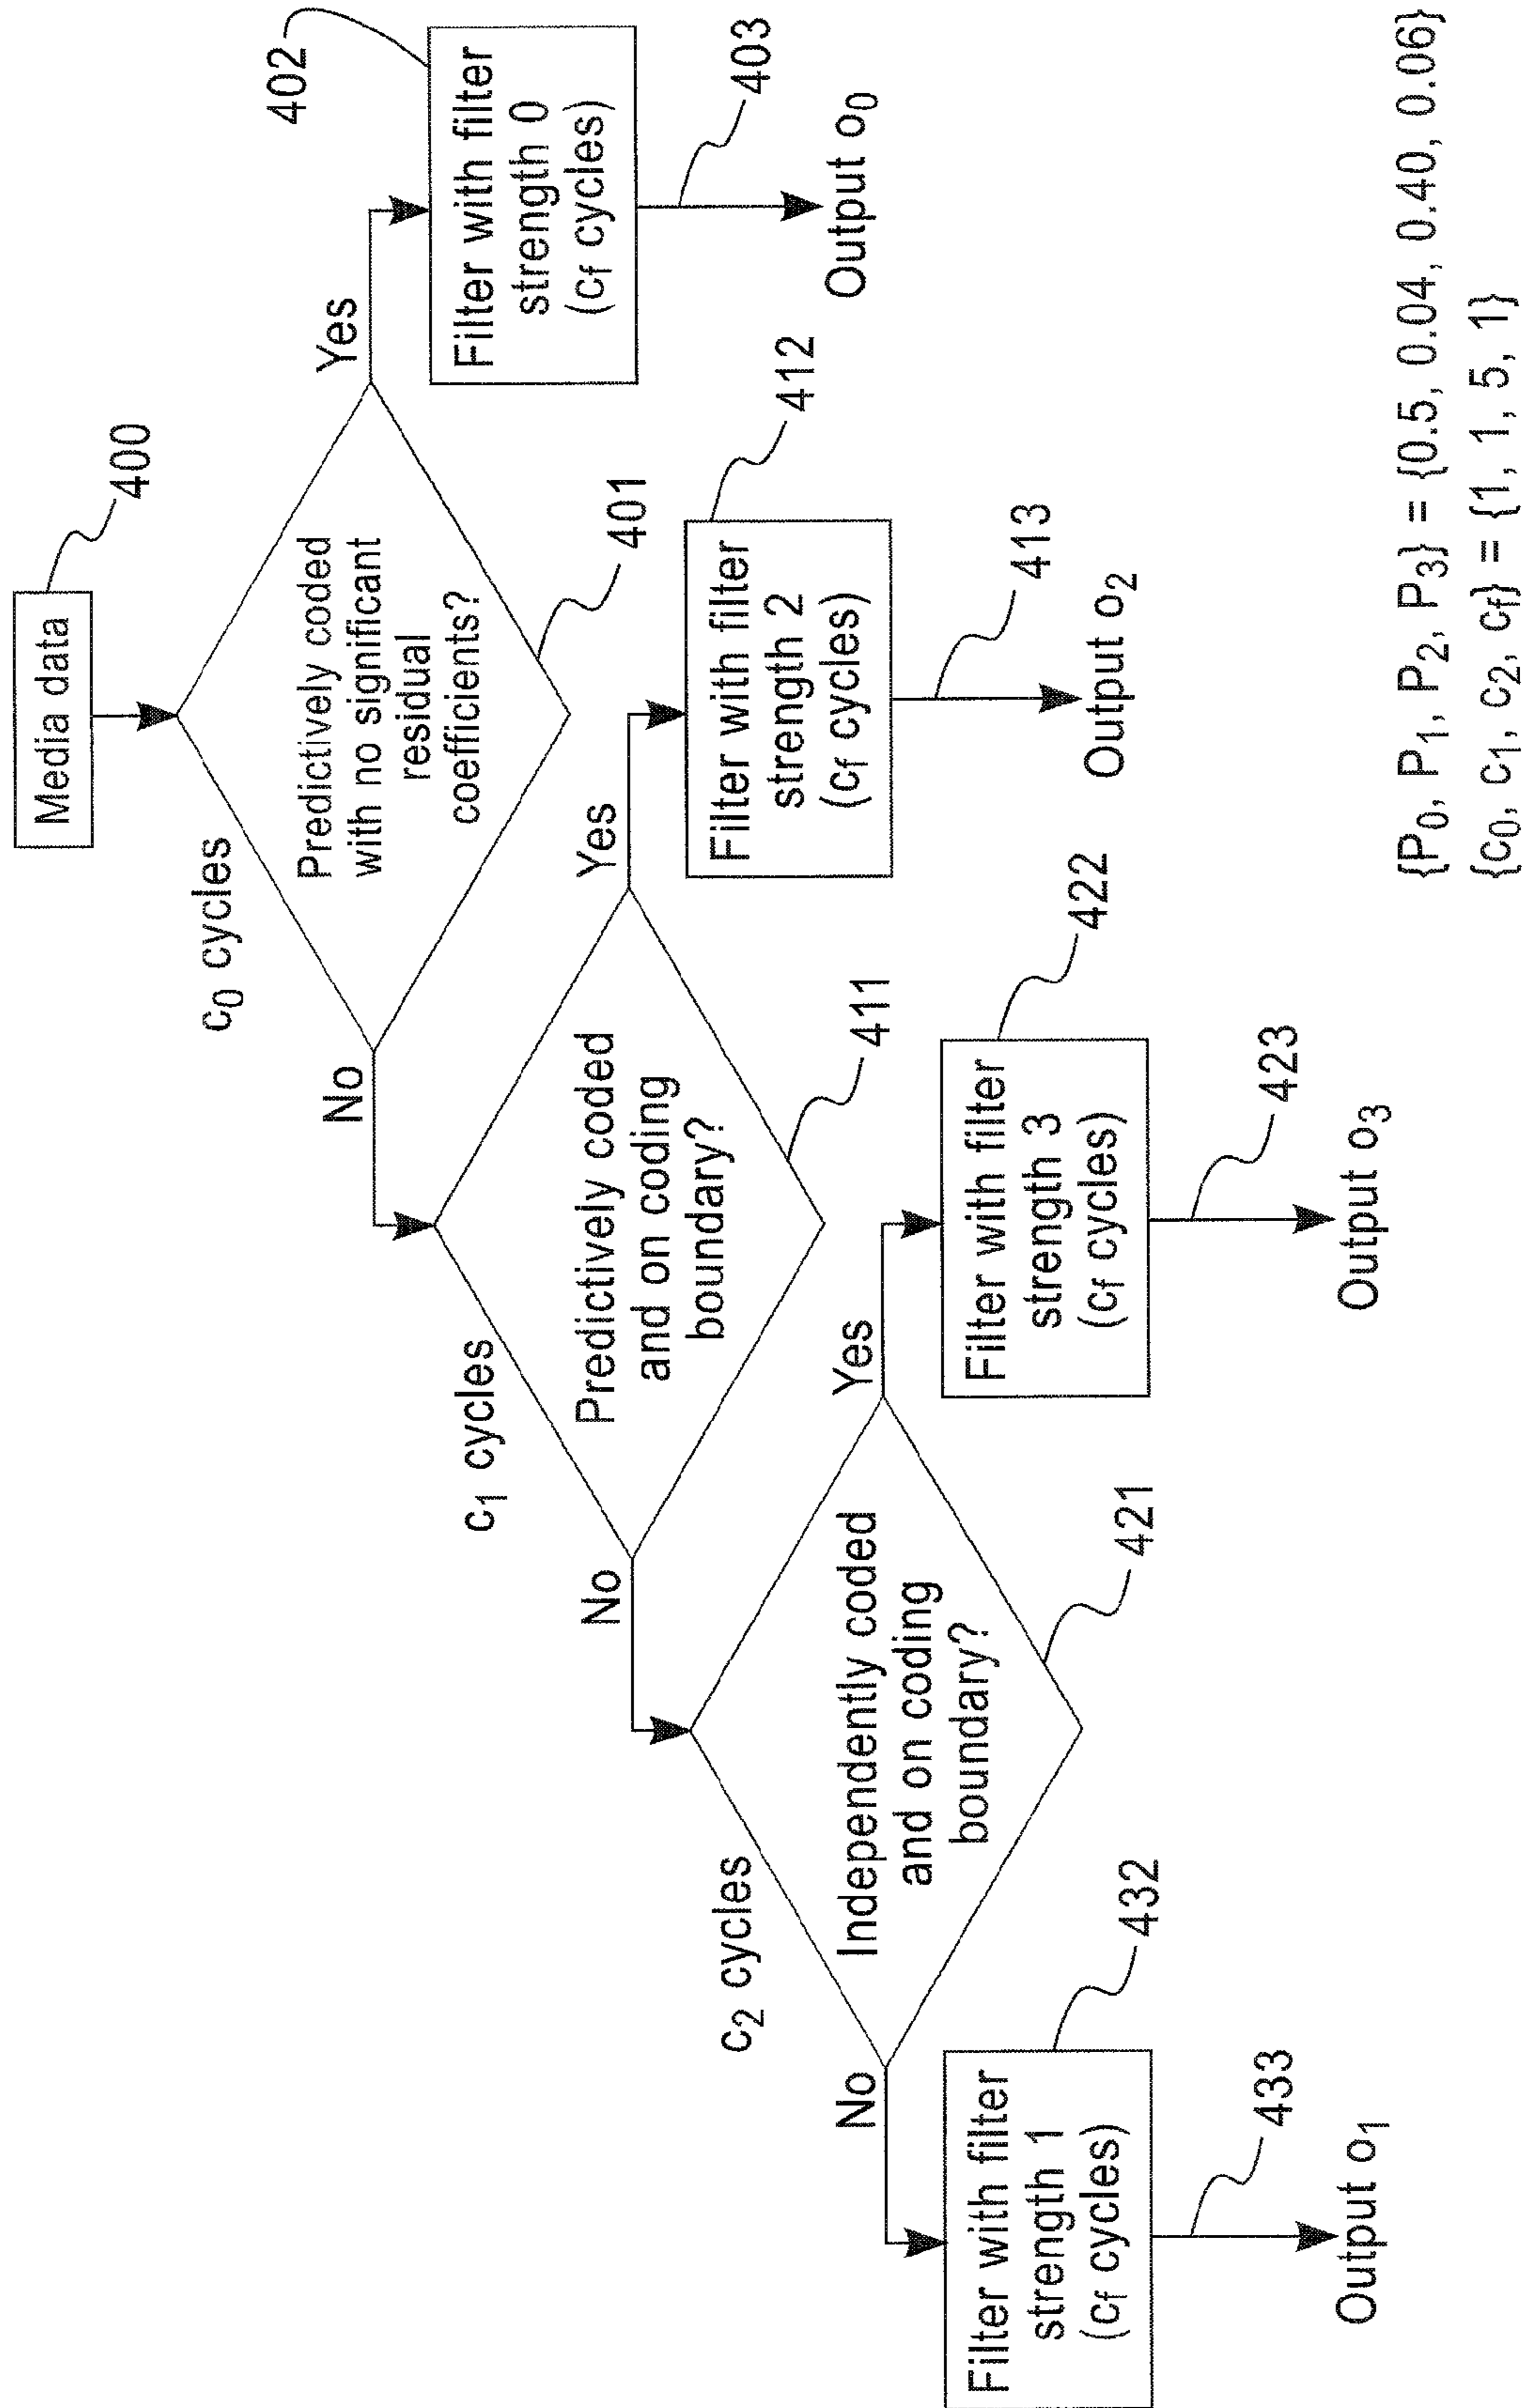 Media data
400
c0 cycles
Predictively coded
with no significant
residual
coefficients?
401
Yes
402
Filter with filter
strength 0
(cf cycles)
403
Output o0
No
c1 cycles
Predictively coded
and on coding
boundary?
411
Yes
412
Filter with filter
strength 2
(cf cycles)
413
Output o2
No
c2 cycles
Independently coded
and on coding
boundary?
421
Yes
422
Filter with filter
strength 3
(cf cycles)
423
Output o3
No
432
Filter with filter
strength 1
(cf cycles)
433
Output o1
{P0, P1, P2, P3} = {0.5, 0.04, 0.40, 0.06}
{c0, c1, c2, cf} = {1, 1, 5, 1}